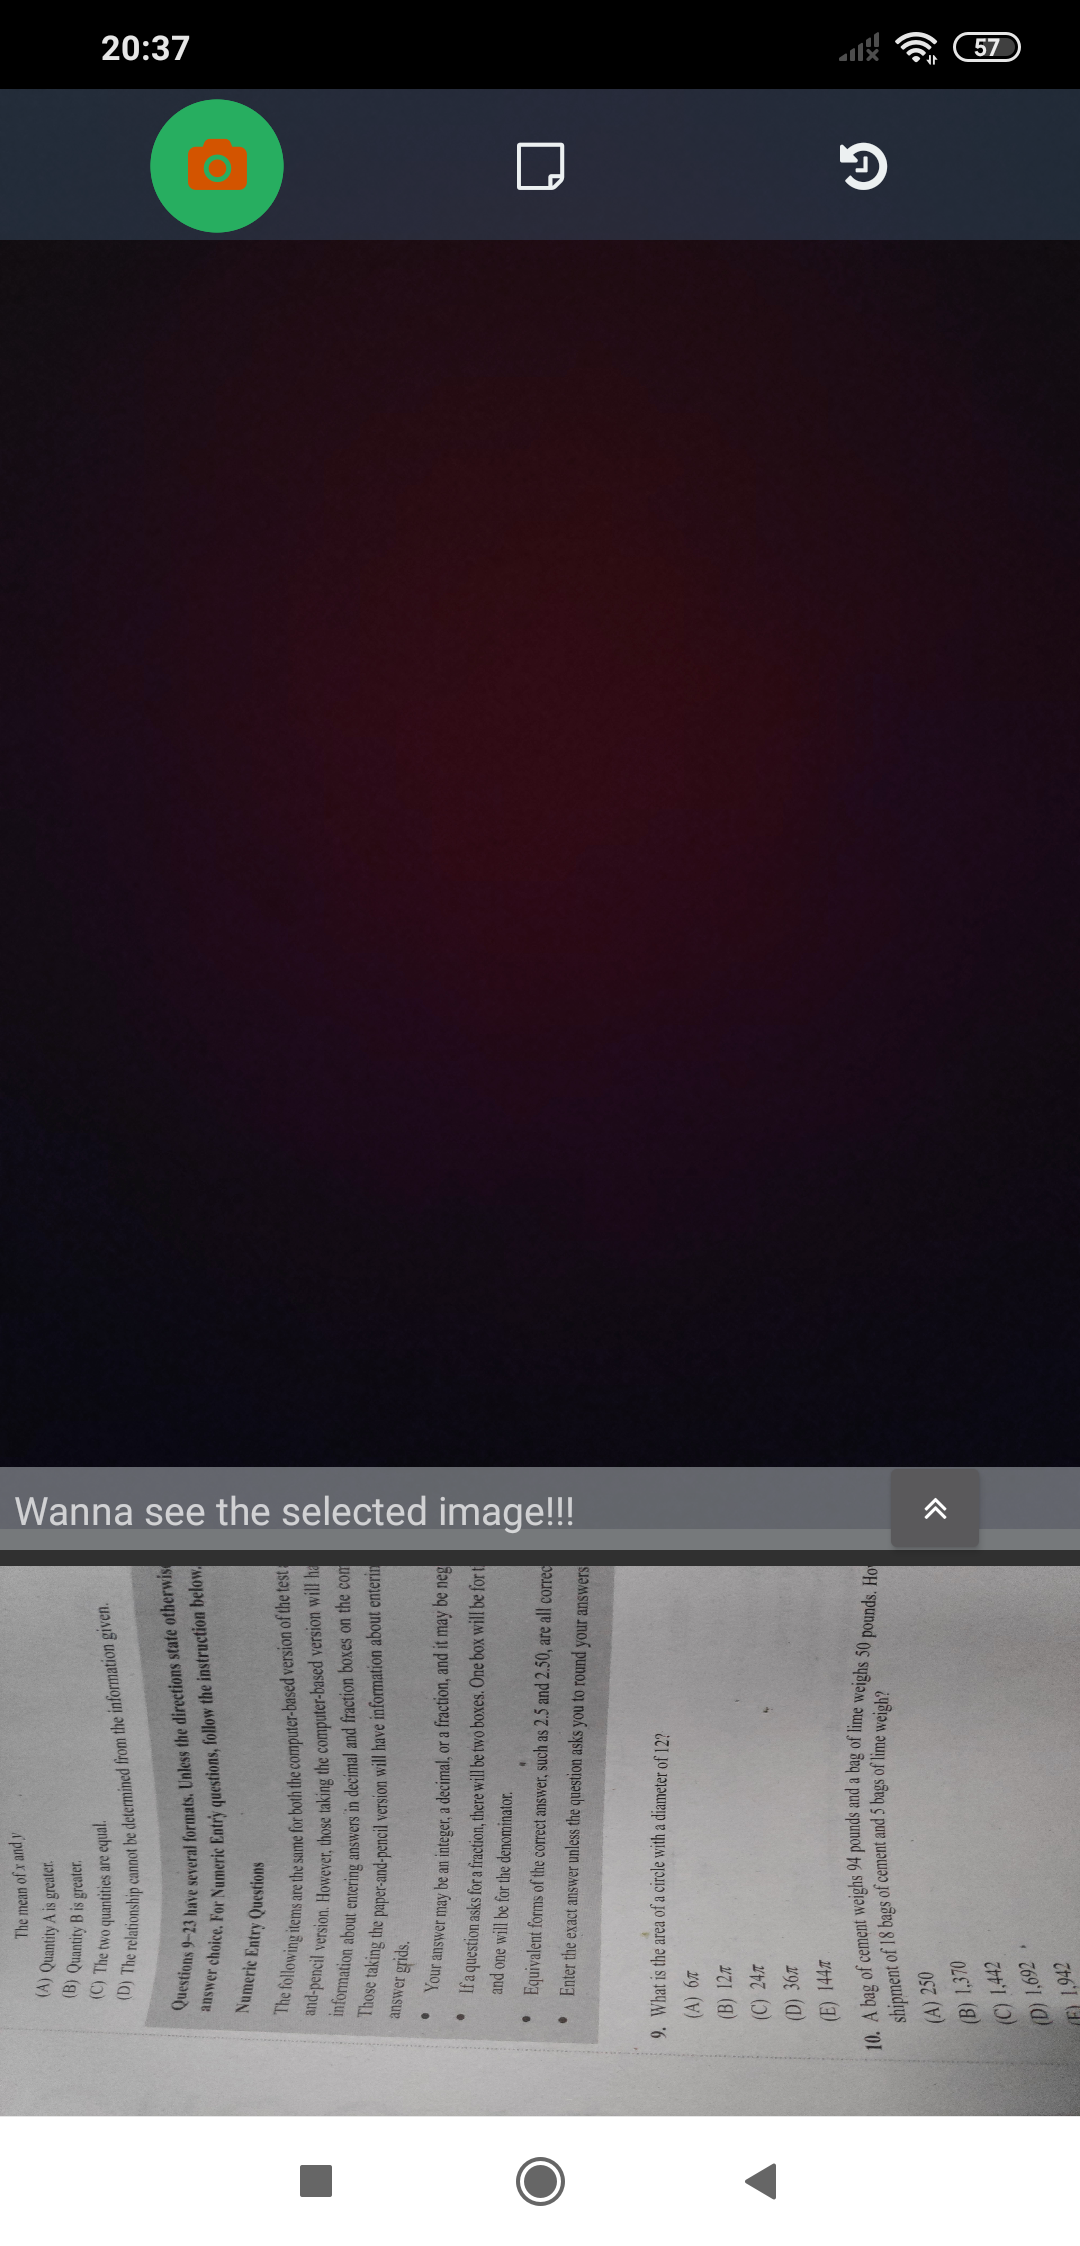 20:37
57
Wanna see the selected image!!!
The mean of x and y
(A) Quantity A is greater.
(B) Quantity B is greater.
(C) The two quantities are equal.
(D) The relationship cannot be determined from the information given.
Questions 9–23 have several formats. Unless the directions state otherwise
answer choice. For Numeric Entry questions, follow the instruction below.
Numeric Entry Questions
The following items are the same for both the computer-based version of the test
and-pencil version. However, those taking the computer-based version will ha
information about entering answers in decimal and fraction boxes on the com
Those taking the paper-and-pencil version will have information about enterin
answer grids.
• Your answer may be an integer, a decimal, or a fraction, and it may be neg
• If a question asks for a fraction, there will be two boxes. One box will be for t
and one will be for the denominator.
• Equivalent forms of the correct answer, such as 2.5 and 2.50, are all correc
• Enter the exact answer unless the question asks you to round your answers
9. What is the area of a circle with a diameter of 12?
(A) 6π
(B) 12π
(C) 24π
(D) 36π
(E) 144π
10. A bag of cement weighs 94 pounds and a bag of lime weighs 50 pounds. How
shipment of 18 bags of cement and 5 bags of lime weigh?
(A) 250
(B) 1,370
(C) 1,442
(D) 1,692
(E) 1,942